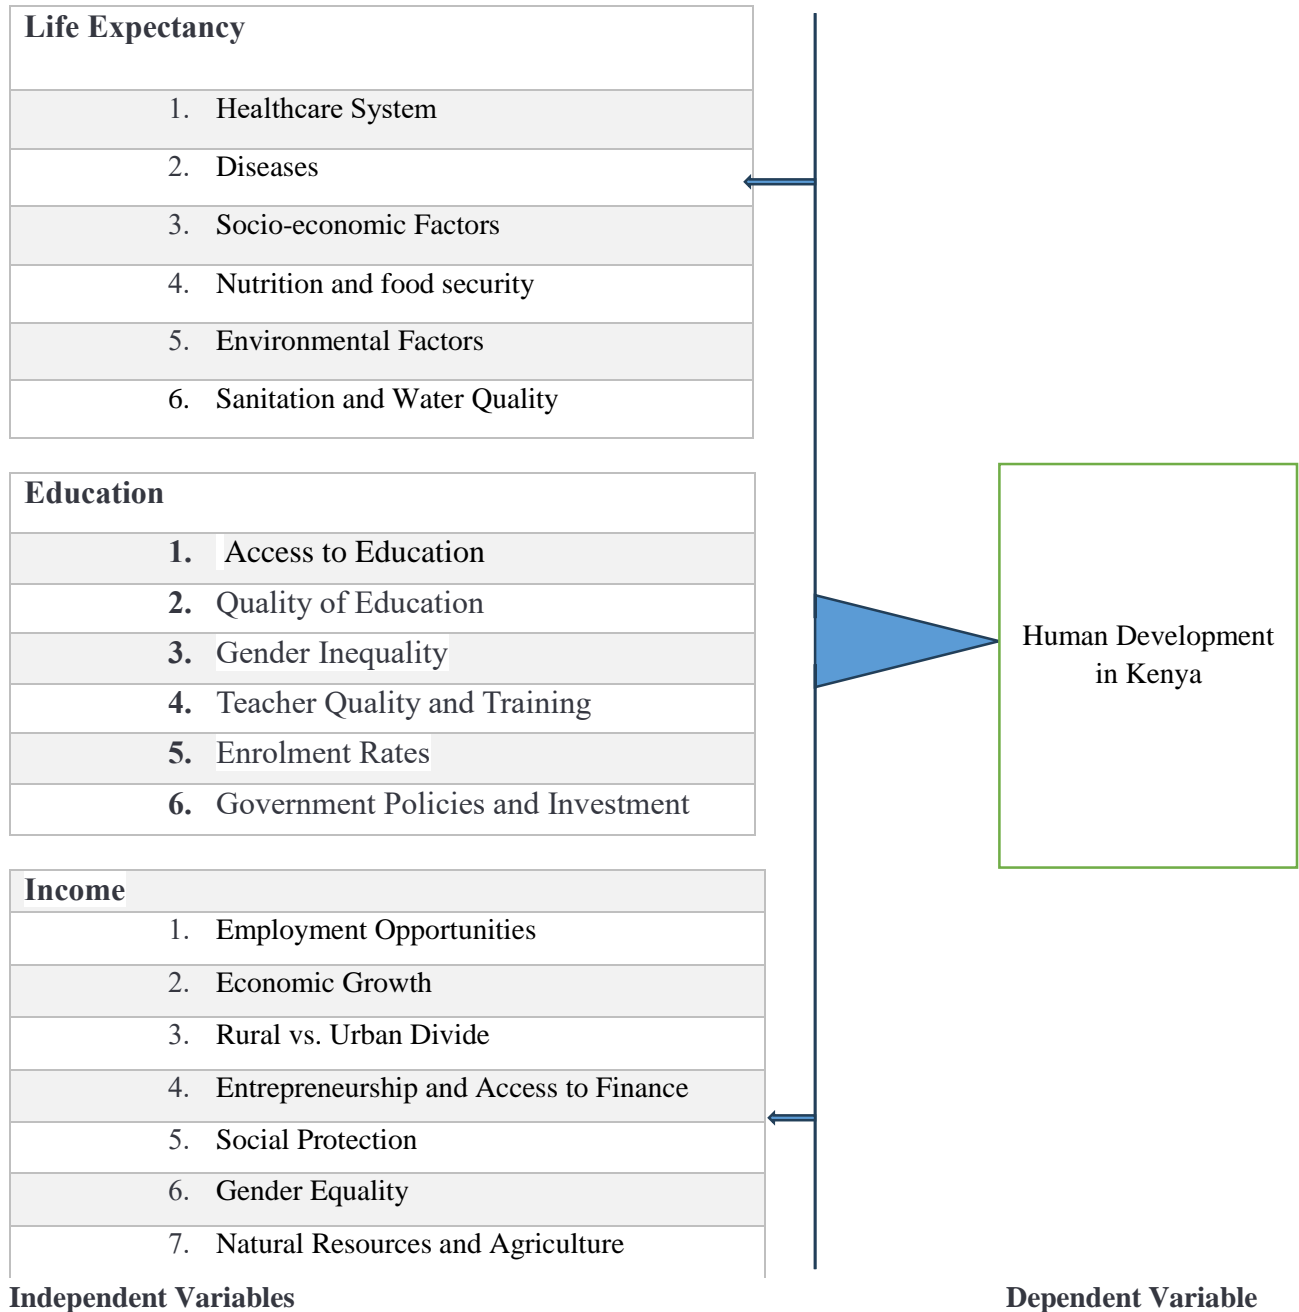 Life Expectancy
1. Healthcare System
2. Diseases
3. Socio-economic Factors
4. Nutrition and food security
5. Environmental Factors
6. Sanitation and Water Quality
Education
1. Access to Education
2. Quality of Education
3. Gender Inequality
4. Teacher Quality and Training
5. Enrolment Rates
6. Government Policies and Investment
Income
1. Employment Opportunities
2. Economic Growth
3. Rural vs. Urban Divide
4. Entrepreneurship and Access to Finance
5. Social Protection
6. Gender Equality
7. Natural Resources and Agriculture
Human Development
in Kenya
Independent Variables
Dependent Variable